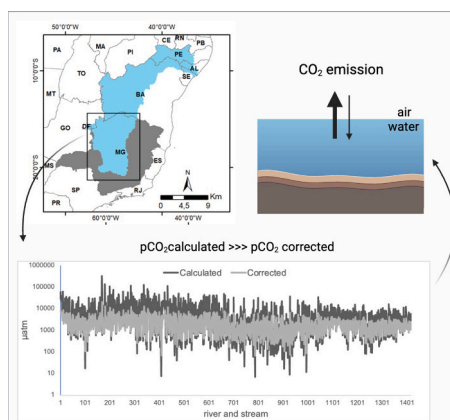 50°0'0"W
40°0'0"W
CE
RN
PA
MA
PI
PB
PE
AL
SE
10°0'0"S
TO
MT
BA
GO
DF
MG
ES
MS
SP
RJ
PR
N
0 4,5 9
Km
60°0'0"W
40°0'0"W
CO₂ emission
air
water
pCO₂calculated >>> pCO₂ corrected
Calculated
Corrected
1000000
100000
10000
1000
100
10
1
µatm
1 101 201 301 401 501 601 701 801 901 1001 1101 1201 1301 1401
river and stream